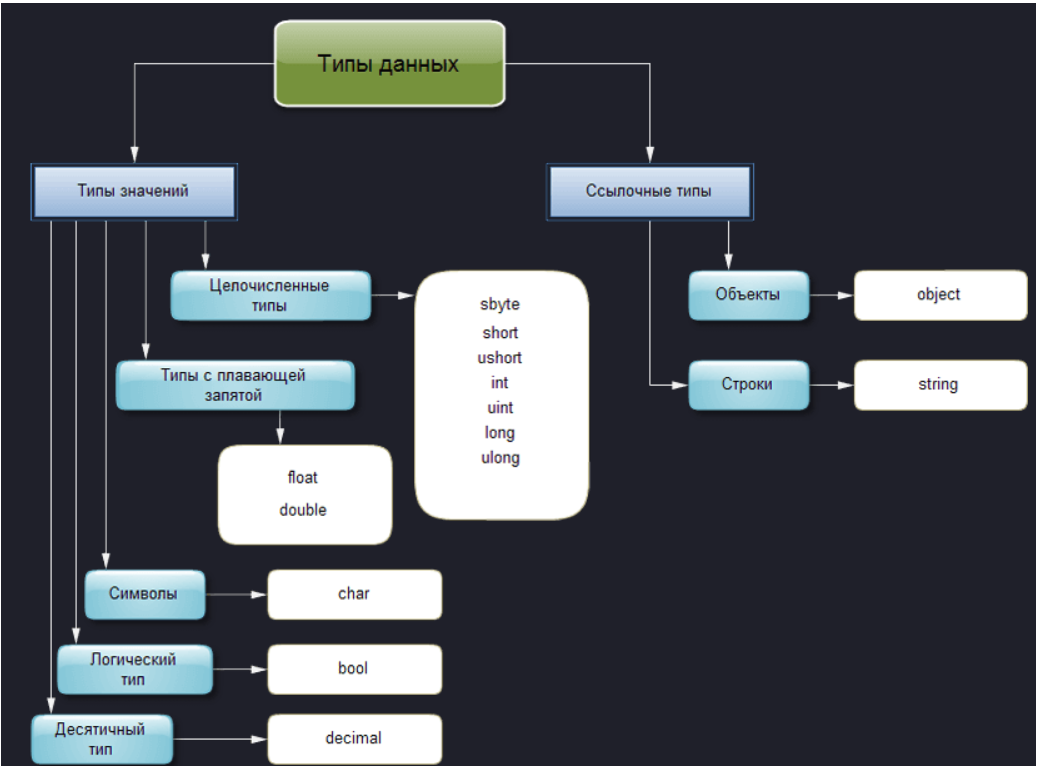 Типы данных
Типы значений
Ссылочные типы
Целочисленные
типы
sbyte
short
ushort
int
uint
long
ulong
Объекты
object
Типы с плавающей
запятой
Строки
string
float
double
Символы
char
Логический
тип
bool
Десятичный
тип
decimal